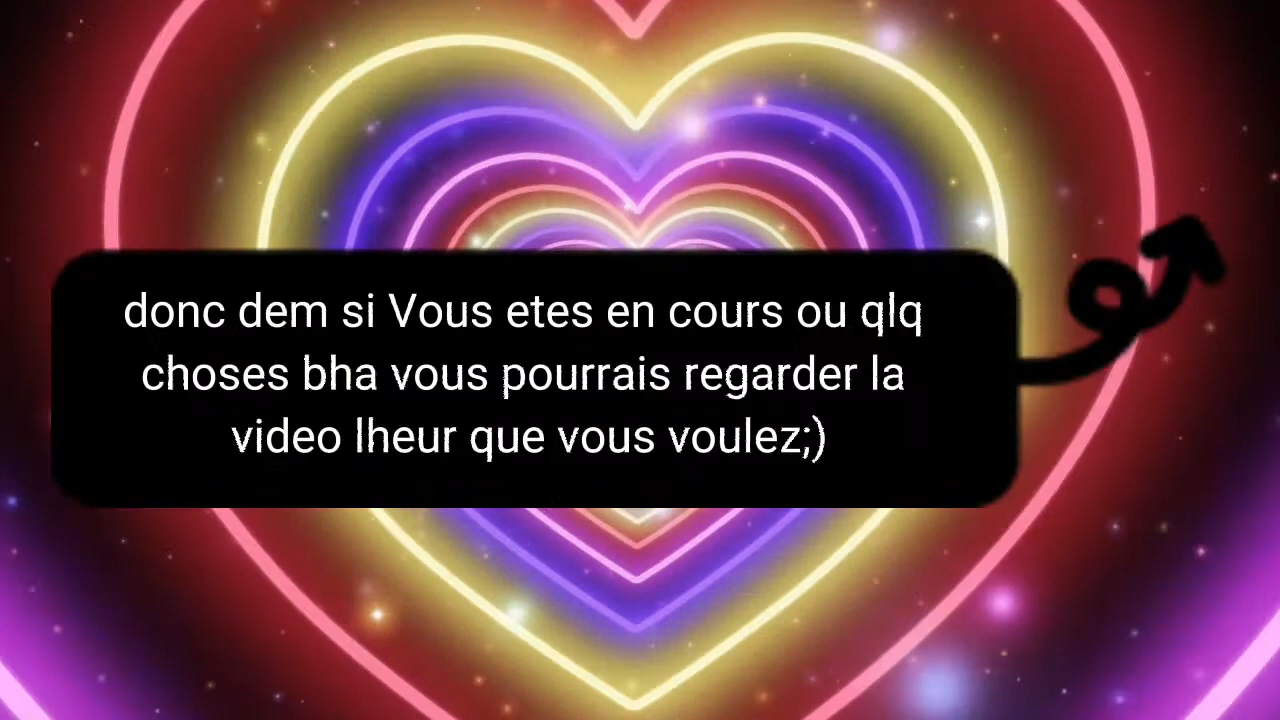 donc dem si Vous etes en cours ou qlq
choses bha vous pourrais regarder la
video lheur que vous voulez;)